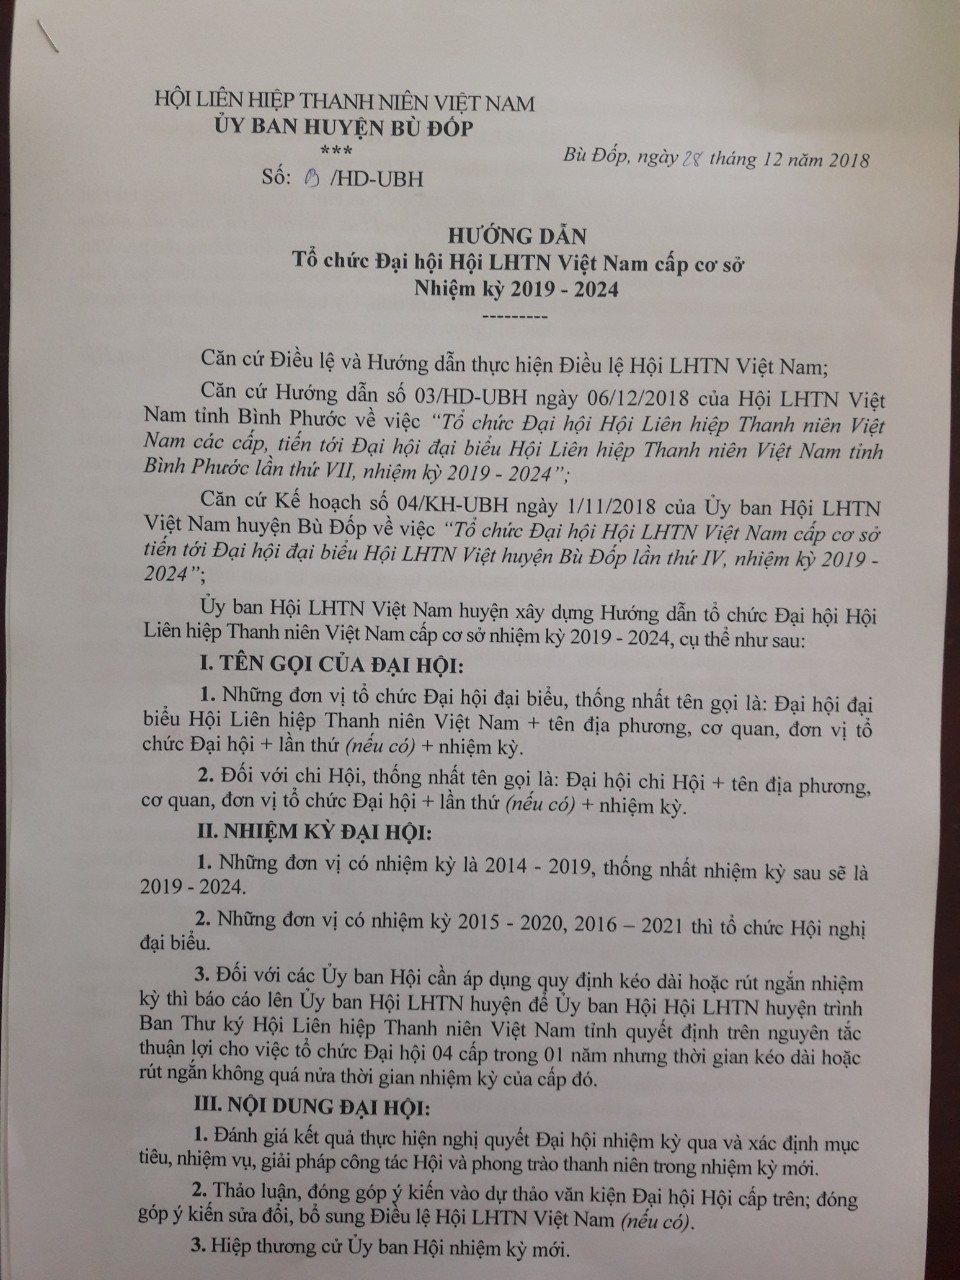 HỘI LIÊN HIỆP THANH NIÊN VIỆT NAM
ỦY BAN HUYỆN BÙ ĐỐP
***
Số: /HD-UBH
Bù Đốp, ngày 28 tháng 12 năm 2018
HƯỚNG DẪN
Tổ chức Đại hội Hội LHTN Việt Nam cấp cơ sở
Nhiệm kỳ 2019 - 2024
---------
Căn cứ Điều lệ và Hướng dẫn thực hiện Điều lệ Hội LHTN Việt Nam;
Căn cứ Hướng dẫn số 03/HD-UBH ngày 06/12/2018 của Hội LHTN Việt
Nam tỉnh Bình Phước về việc “Tổ chức Đại hội Hội Liên hiệp Thanh niên Việt
Nam các cấp, tiến tới Đại hội đại biểu Hội Liên hiệp Thanh niên Việt Nam tỉnh
Bình Phước lần thứ VII, nhiệm kỳ 2019 - 2024”;
Căn cứ Kế hoạch số 04/KH-UBH ngày 1/11/2018 của Ủy ban Hội LHTN
Việt Nam huyện Bù Đốp về việc “Tổ chức Đại hội Hội LHTN Việt Nam cấp cơ sở
tiến tới Đại hội đại biểu Hội LHTN Việt huyện Bù Đốp lần thứ IV, nhiệm kỳ 2019 -
2024”;
Ủy ban Hội LHTN Việt Nam huyện xây dựng Hướng dẫn tổ chức Đại hội Hội
Liên hiệp Thanh niên Việt Nam cấp cơ sở nhiệm kỳ 2019 - 2024, cụ thể như sau:
I. TÊN GỌI CỦA ĐẠI HỘI:
1. Những đơn vị tổ chức Đại hội đại biểu, thống nhất tên gọi là: Đại hội đại
biểu Hội Liên hiệp Thanh niên Việt Nam + tên địa phương, cơ quan, đơn vị tổ
chức Đại hội + lần thứ (nếu có) + nhiệm kỳ.
2. Đối với chi Hội, thống nhất tên gọi là: Đại hội chi Hội + tên địa phương,
cơ quan, đơn vị tổ chức Đại hội + lần thứ (nếu có) + nhiệm kỳ.
II. NHIỆM KỲ ĐẠI HỘI:
1. Những đơn vị có nhiệm kỳ là 2014 - 2019, thống nhất nhiệm kỳ sau sẽ là
2019 - 2024.
2. Những đơn vị có nhiệm kỳ 2015 - 2020, 2016 – 2021 thì tổ chức Hội nghị
đại biểu.
3. Đối với các Ủy ban Hội cần áp dụng quy định kéo dài hoặc rút ngắn nhiệm
kỳ thì báo cáo lên Ủy ban Hội LHTN huyện để Ủy ban Hội Hội LHTN huyện trình
Ban Thư ký Hội Liên hiệp Thanh niên Việt Nam tỉnh quyết định trên nguyên tắc
thuận lợi cho việc tổ chức Đại hội 04 cấp trong 01 năm nhưng thời gian kéo dài hoặc
rút ngắn không quá nửa thời gian nhiệm kỳ của cấp đó.
III. NỘI DUNG ĐẠI HỘI:
1. Đánh giá kết quả thực hiện nghị quyết Đại hội nhiệm kỳ qua và xác định mục
tiêu, nhiệm vụ, giải pháp công tác Hội và phong trào thanh niên trong nhiệm kỳ mới.
2. Thảo luận, đóng góp ý kiến vào dự thảo văn kiện Đại hội Hội cấp trên; đóng
góp ý kiến sửa đổi, bổ sung Điều lệ Hội LHTN Việt Nam (nếu có).
3. Hiệp thương cử Ủy ban Hội nhiệm kỳ mới.